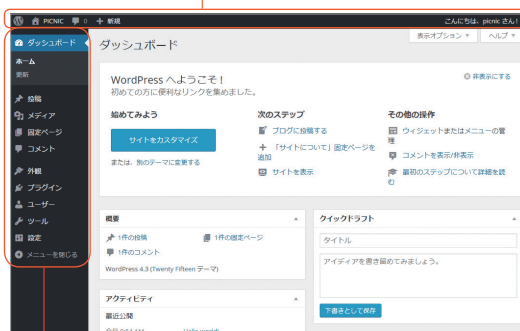 PICNIC 0 + 新規 こんにちは、picnic さん!
表示オプション ▼ ヘルプ ▼
ダッシュボード
ホーム
更新
投稿
メディア
固定ページ
コメント
外観
プラグイン
ユーザー
ツール
設定
メニューを閉じる
ダッシュボード
WordPress へようこそ !
非表示にする
初めての方に便利なリンクを集めました。
始めてみよう
サイトをカスタマイズ
または、別のテーマに変更する
次のステップ
ブログに投稿する
「サイトについて」固定ページを
追加
サイトを表示
その他の操作
ウィジェットまたはメニューの管
理
コメントを表示/非表示
最初のステップについて詳細を読
む
概要
1件の投稿 1件の固定ページ
1件のコメント
WordPress 4.3 (Twenty Fifteen テーマ)
アクティビティ
最近公開
クイックドラフト
タイトル
アイディアを書き留めてみましょう。
下書きとして保存